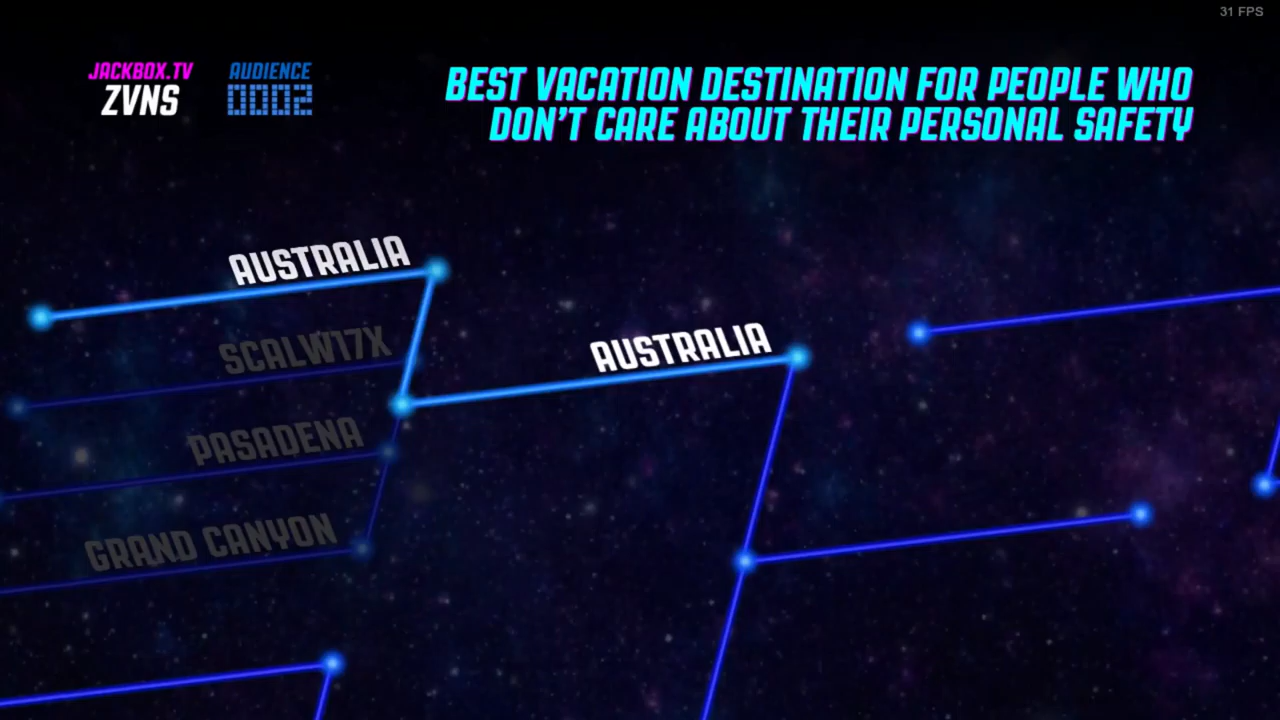 31 FPS
JACKBOX.TV
ZVNS
AUDIENCE
0002
BEST VACATION DESTINATION FOR PEOPLE WHO
DON'T CARE ABOUT THEIR PERSONAL SAFETY
AUSTRALIA
SCALW17X
PASADENA
GRAND CANYON
AUSTRALIA